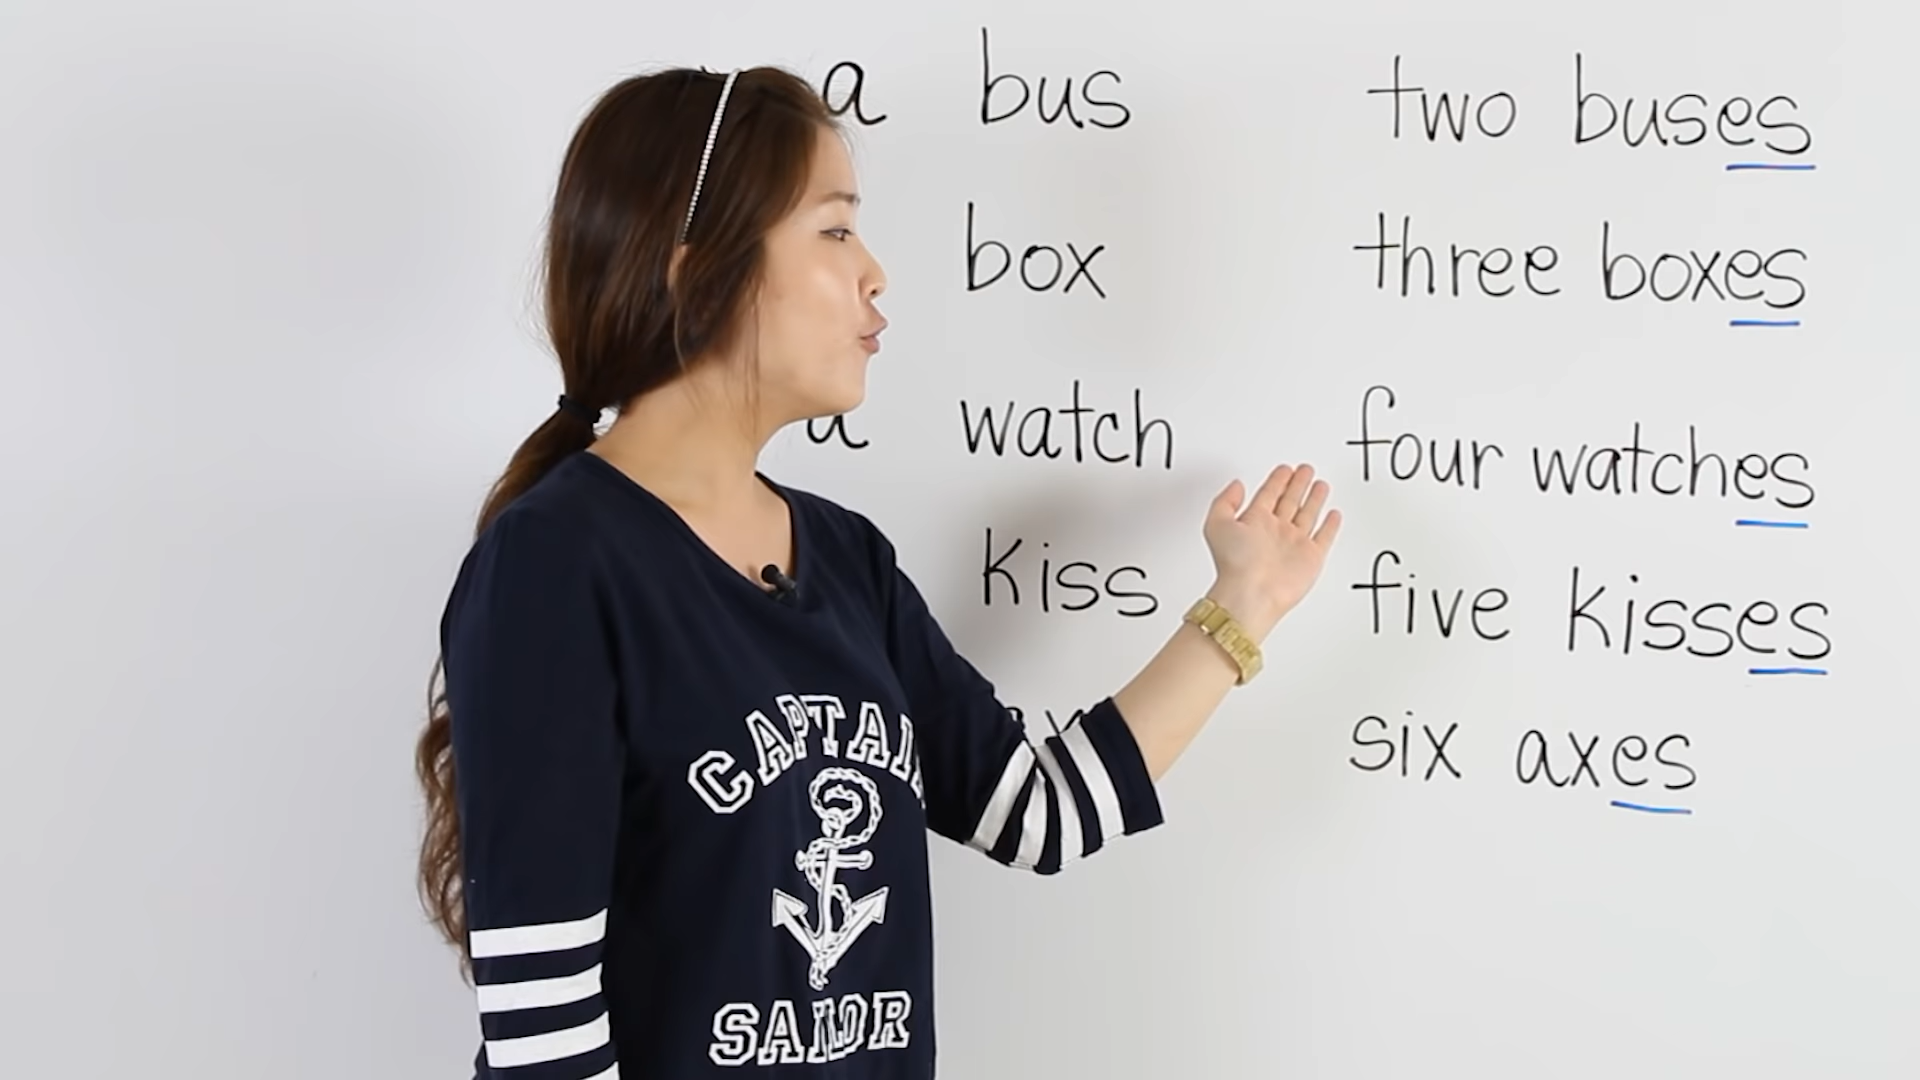 a bus two buses
box three boxes
a watch four watches
kiss five kisses
six axes
CAPTAIN
SAILOR